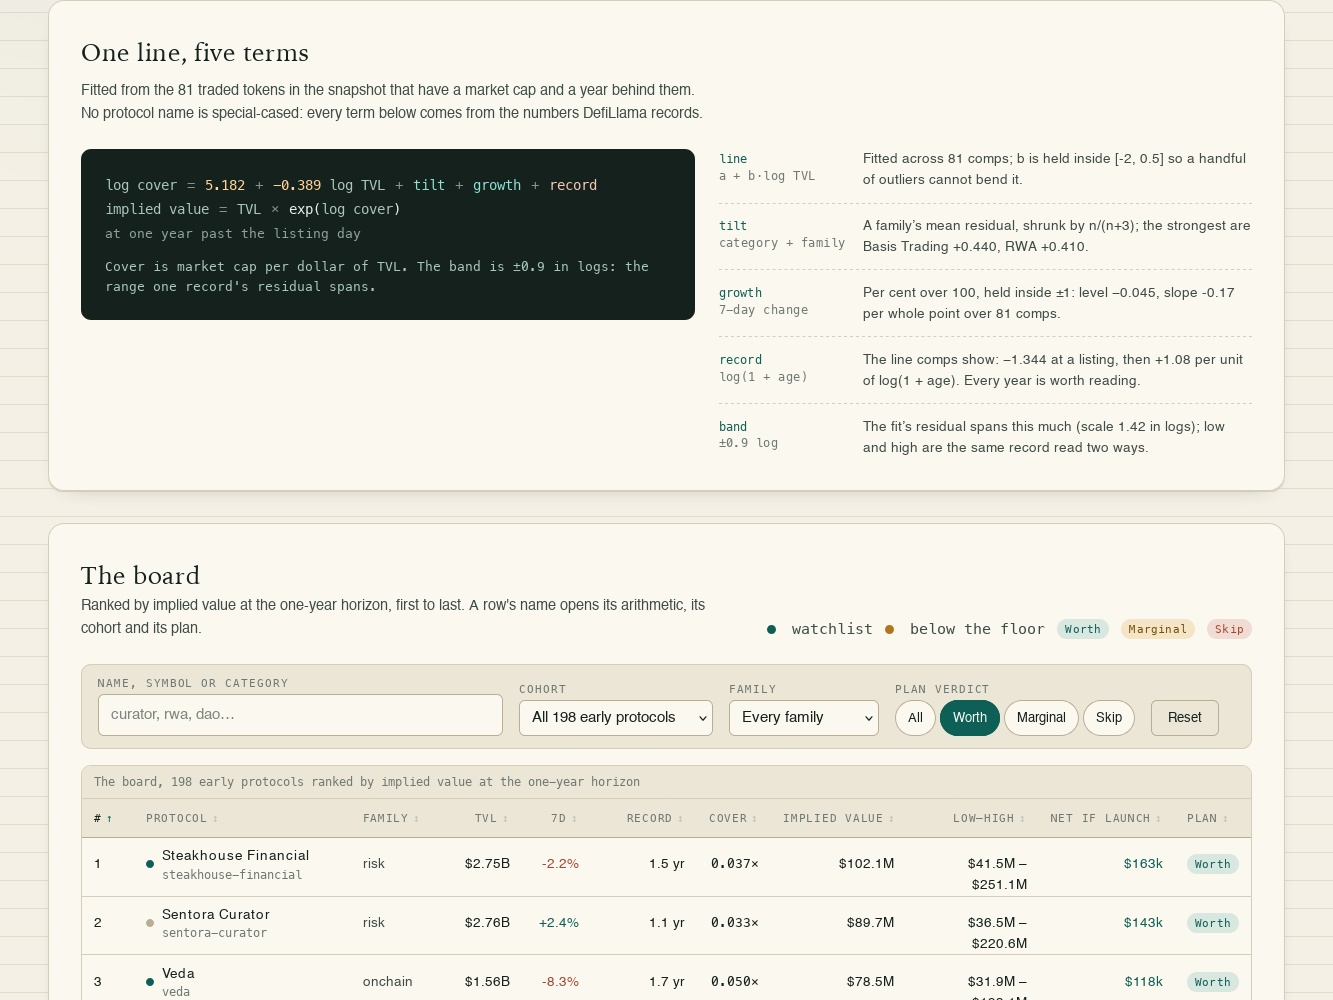 One line, five terms
Fitted from the 81 traded tokens in the snapshot that have a market cap and a year behind them.
No protocol name is special-cased: every term below comes from the numbers DefiLlama records.
log cover = 5.182 + −0.389 log TVL + tilt + growth + record
implied value = TVL × exp(log cover)
at one year past the listing day
Cover is market cap per dollar of TVL. The band is ±0.9 in logs: the
range one record's residual spans.
line
a + b·log TVL
Fitted across 81 comps; b is held inside [-2, 0.5] so a handful
of outliers cannot bend it.
tilt
category + family
A family’s mean residual, shrunk by n/(n+3); the strongest are
Basis Trading +0.440, RWA +0.410.
growth
7−day change
Per cent over 100, held inside ±1: level −0.045, slope -0.17
per whole point over 81 comps.
record
log(1 + age)
The line comps show: −1.344 at a listing, then +1.08 per unit
of log(1 + age). Every year is worth reading.
band
±0.9 log
The fit’s residual spans this much (scale 1.42 in logs); low
and high are the same record read two ways.
The board
Ranked by implied value at the one-year horizon, first to last. A row's name opens its arithmetic, its
cohort and its plan.
watchlist below the floor Worth Marginal Skip
NAME, SYMBOL OR CATEGORY
curator, rwa, dao…
COHORT
All 198 early protocols
FAMILY
Every family
PLAN VERDICT
All Worth Marginal Skip Reset
The board, 198 early protocols ranked by implied value at the one−year horizon
# ↑ PROTOCOL ↕ FAMILY ↕ TVL ↕ 7D ↕ RECORD ↕ COVER ↕ IMPLIED VALUE ↕ LOW−HIGH ↕ NET IF LAUNCH ↕ PLAN ↕
1 Steakhouse Financial risk $2.75B -2.2% 1.5 yr 0.037× $102.1M $41.5M – $163k Worth
steakhouse−financial $251.1M
2 Sentora Curator risk $2.76B +2.4% 1.1 yr 0.033× $89.7M $36.5M – $143k Worth
sentora−curator $220.6M
3 Veda onchain $1.56B -8.3% 1.7 yr 0.050× $78.5M $31.9M – $118k Worth
veda